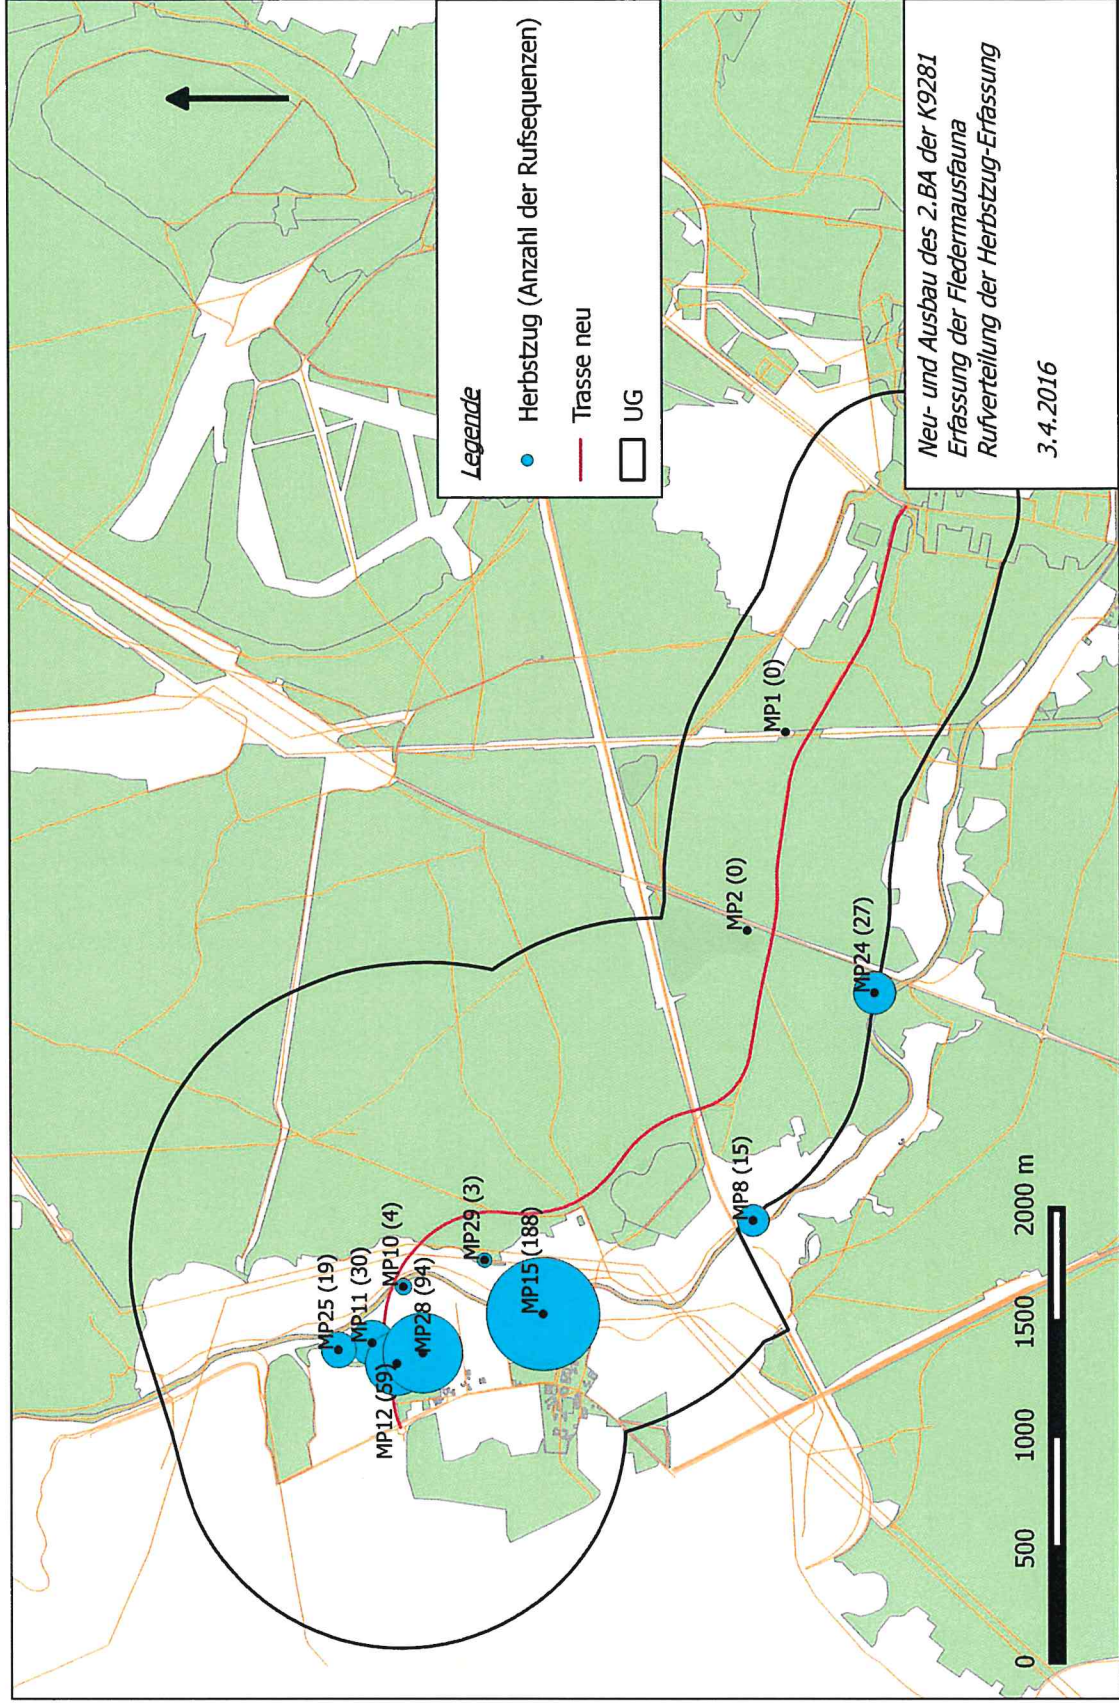 Legende
Herbstzug (Anzahl der Rufsequenzen)
Trasse neu
UG
MP25 (19)
MP11 (30)
MP10 (4)
MP12 (59)
MP28 (94)
MP29 (3)
MP15 (188)
MP8 (15)
MP24 (27)
MP2 (0)
MP1 (0)
0 500 1000 1500 2000 m
Neu- und Ausbau des 2.BA der K9281
Erfassung der Fledermausfauna
Rufverteilung der Herbstzug-Erfassung
3.4.2016